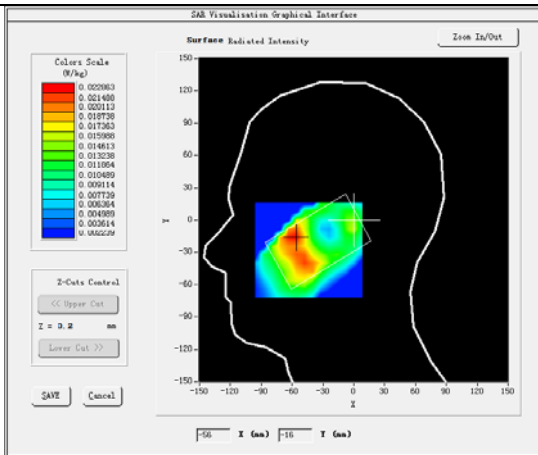 SAR Visualisation Graphical Interface
Surface Radiated Intensity
Zoom In/Out
Colors Scale
(W/kg)
0.022863
0.021488
0.020113
0.018738
0.017363
0.015988
0.014613
0.013238
0.011864
0.010489
0.009114
0.007739
0.006364
0.004989
0.003614
0.002239
150
120
90
60
30
0
-30
-60
-90
-120
-150
Y
-150 -120 -90 -60 -30 0 30 60 90 120 150
X
Z-Cuts Control
<< Upper Cut
Z = 3.2 mm
Lower Cut >>
SAVE Cancel
-56 X (mm) -16 Y (mm)